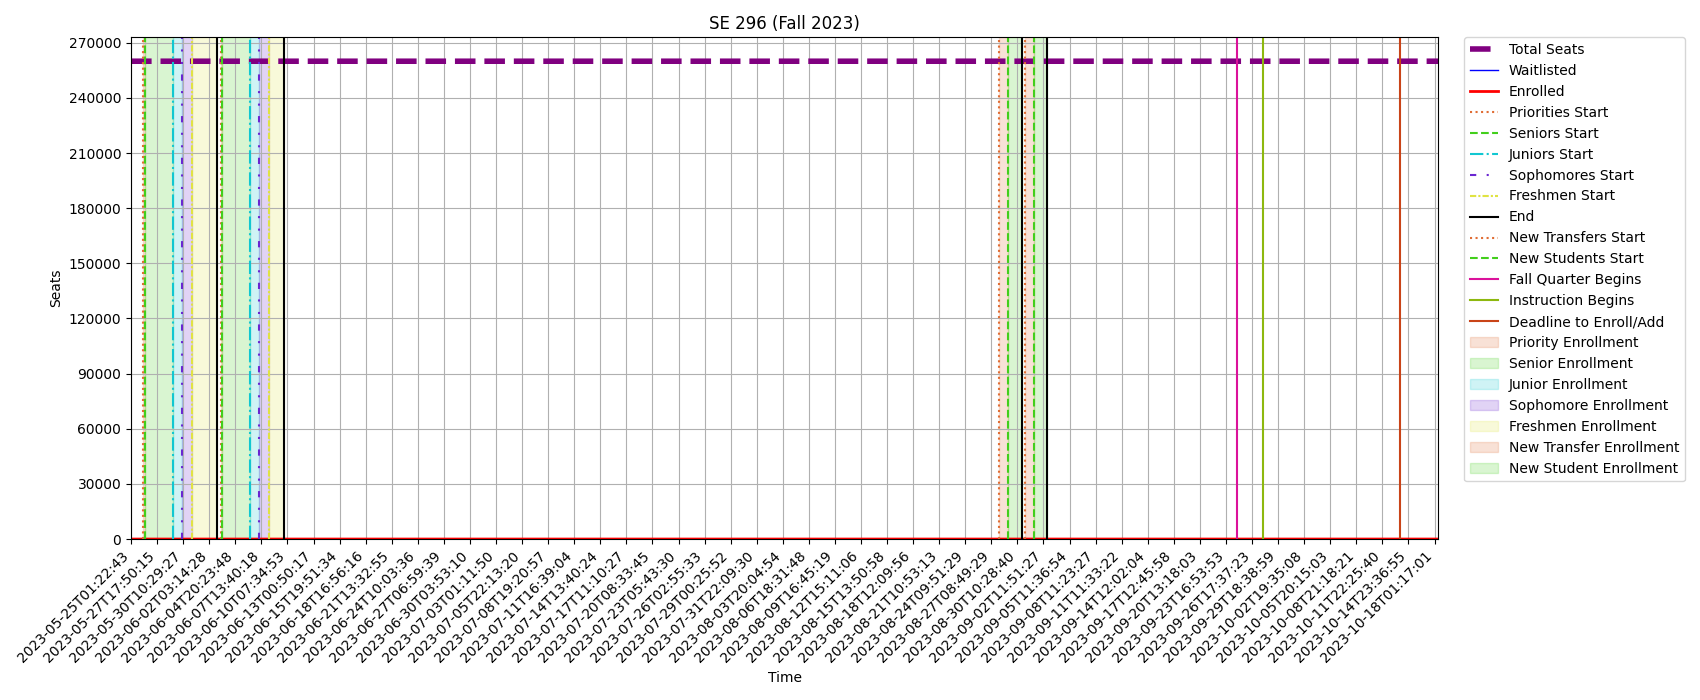 SE 296 (Fall 2023)
270000
240000
210000
180000
150000
120000
90000
60000
30000
0
Seats
2023-05-25T01:22:43
2023-05-27T17:50:15
2023-05-30T10:29:27
2023-06-02T03:14:28
2023-06-04T20:23:48
2023-06-07T13:40:18
2023-06-10T07:34:53
2023-06-13T00:50:17
2023-06-15T19:51:34
2023-06-18T16:56:16
2023-06-21T13:32:55
2023-06-24T10:03:36
2023-06-27T06:59:39
2023-06-30T03:53:10
2023-07-03T01:11:50
2023-07-05T22:13:20
2023-07-08T19:20:57
2023-07-11T16:39:04
2023-07-14T13:40:24
2023-07-17T11:10:27
2023-07-20T08:33:45
2023-07-23T05:43:30
2023-07-26T02:55:33
2023-07-29T00:25:52
2023-07-31T22:09:30
2023-08-03T20:04:54
2023-08-06T18:31:48
2023-08-09T16:45:19
2023-08-12T15:11:06
2023-08-15T13:50:58
2023-08-18T12:09:56
2023-08-21T10:53:13
2023-08-24T09:51:29
2023-08-27T08:49:29
2023-08-30T10:28:40
2023-09-02T11:51:27
2023-09-05T11:36:54
2023-09-08T11:23:27
2023-09-11T11:33:22
2023-09-14T12:02:04
2023-09-17T12:45:58
2023-09-20T13:18:03
2023-09-23T16:53:53
2023-09-26T17:37:23
2023-09-29T18:38:59
2023-10-02T19:35:08
2023-10-05T20:15:03
2023-10-08T21:18:21
2023-10-11T22:25:40
2023-10-14T23:36:55
2023-10-18T01:17:01
Time
Total Seats
Waitlisted
Enrolled
Priorities Start
Seniors Start
Juniors Start
Sophomores Start
Freshmen Start
End
New Transfers Start
New Students Start
Fall Quarter Begins
Instruction Begins
Deadline to Enroll/Add
Priority Enrollment
Senior Enrollment
Junior Enrollment
Sophomore Enrollment
Freshmen Enrollment
New Transfer Enrollment
New Student Enrollment